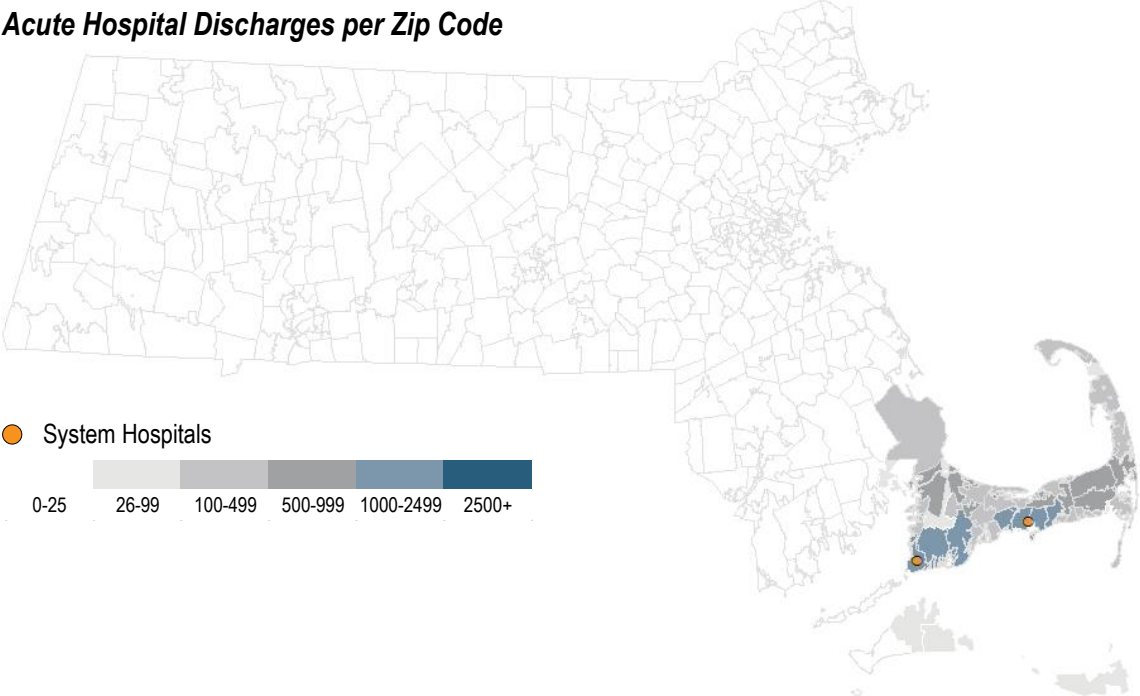 Acute Hospital Discharges per Zip Code
System Hospitals
0-25 26-99 100-499 500-999 1000-2499 2500+